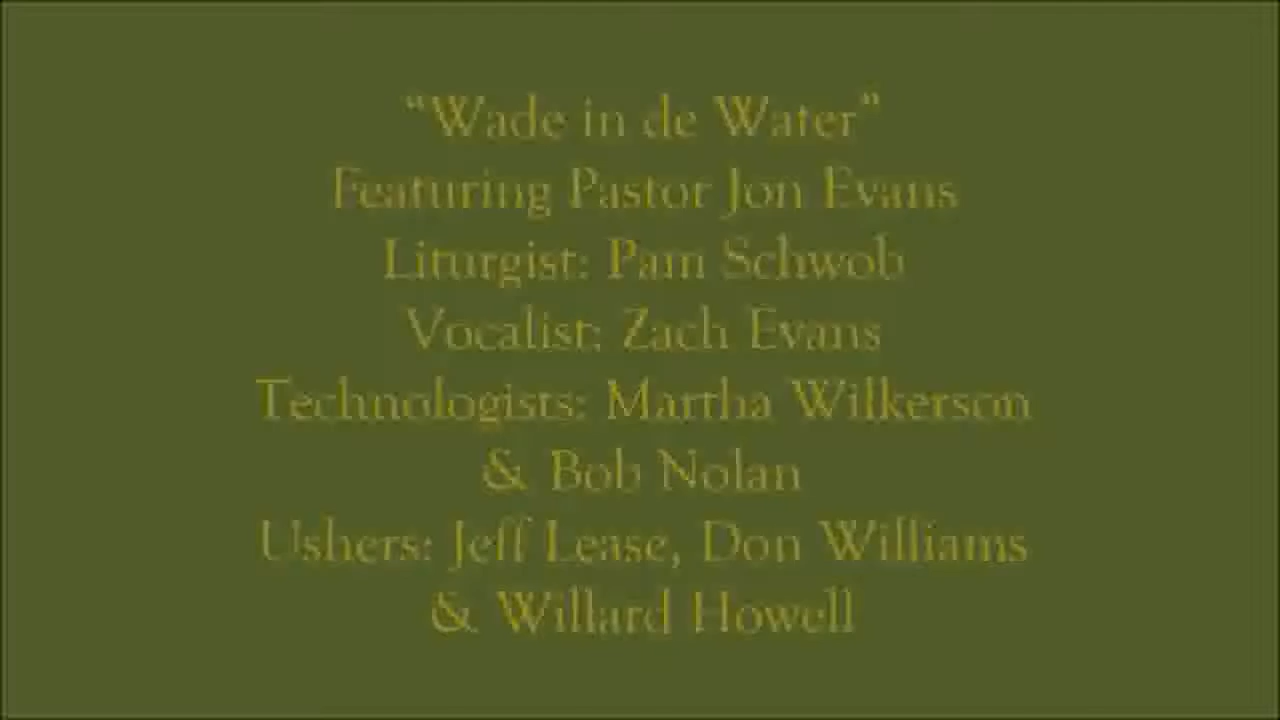 “Wade in de Water”
Featuring Pastor Jon Evans
Liturgist: Pam Schwob
Vocalist: Zach Evans
Technologists: Martha Wilkerson
& Bob Nolan
Ushers: Jeff Lease, Don Williams
& Willard Howell